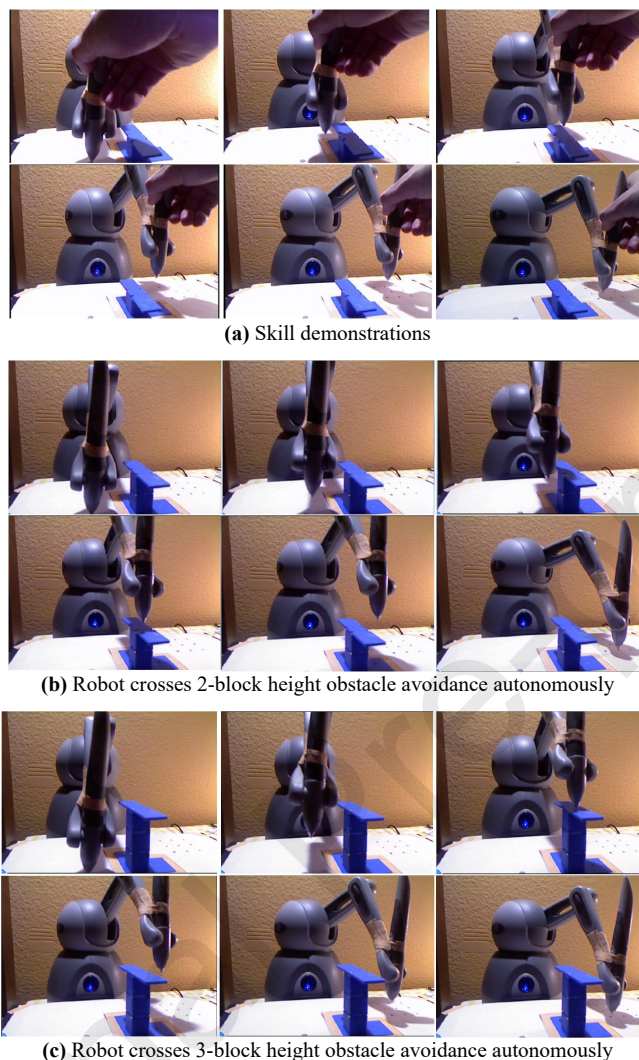 (a) Skill demonstrations
(b) Robot crosses 2-block height obstacle avoidance autonomously
(c) Robot crosses 3-block height obstacle avoidance autonomously